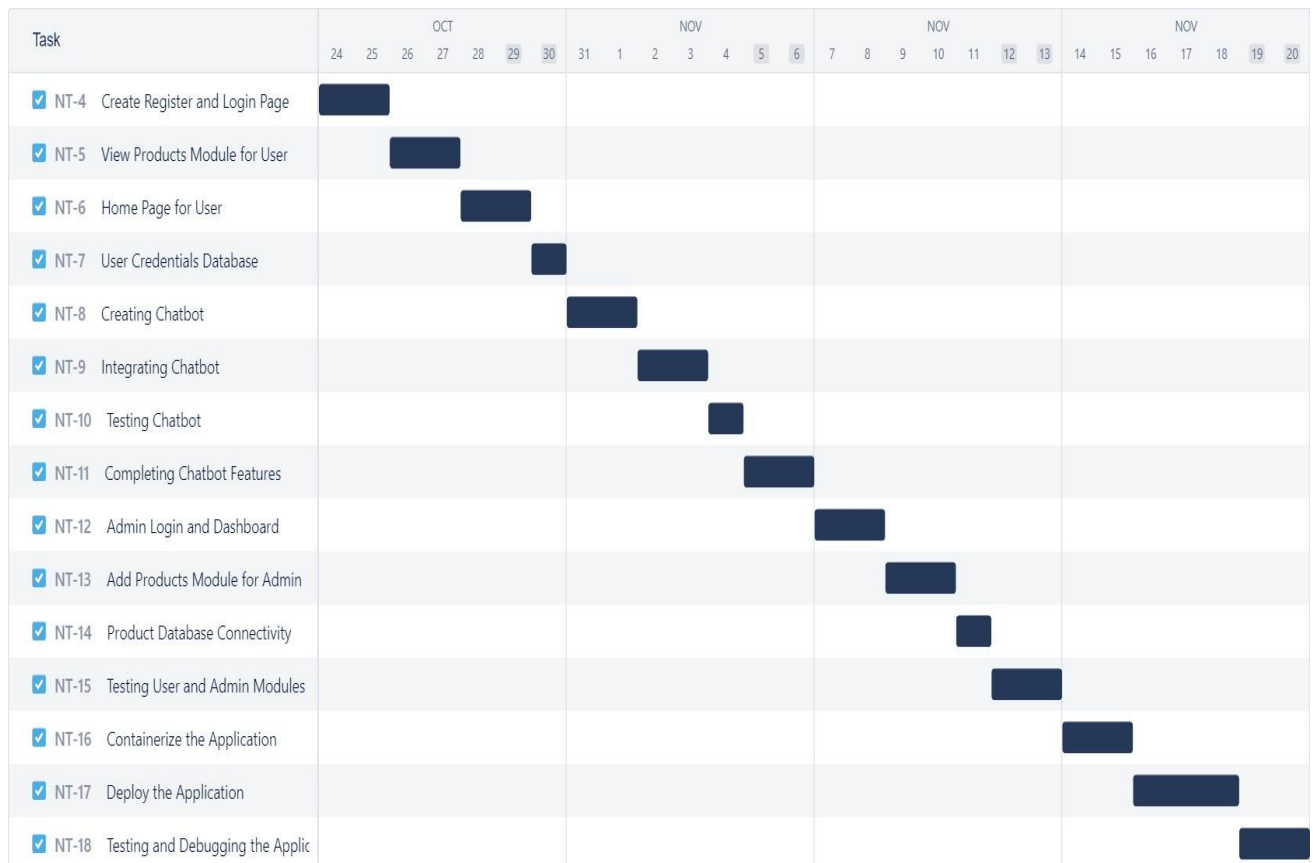 Task
OCT NOV NOV NOV
24 25 26 27 28 29 30 31 1 2 3 4 5 6 7 8 9 10 11 12 13 14 15 16 17 18 19 20
NT-4 Create Register and Login Page
NT-5 View Products Module for User
NT-6 Home Page for User
NT-7 User Credentials Database
NT-8 Creating Chatbot
NT-9 Integrating Chatbot
NT-10 Testing Chatbot
NT-11 Completing Chatbot Features
NT-12 Admin Login and Dashboard
NT-13 Add Products Module for Admin
NT-14 Product Database Connectivity
NT-15 Testing User and Admin Modules
NT-16 Containerize the Application
NT-17 Deploy the Application
NT-18 Testing and Debugging the Applic